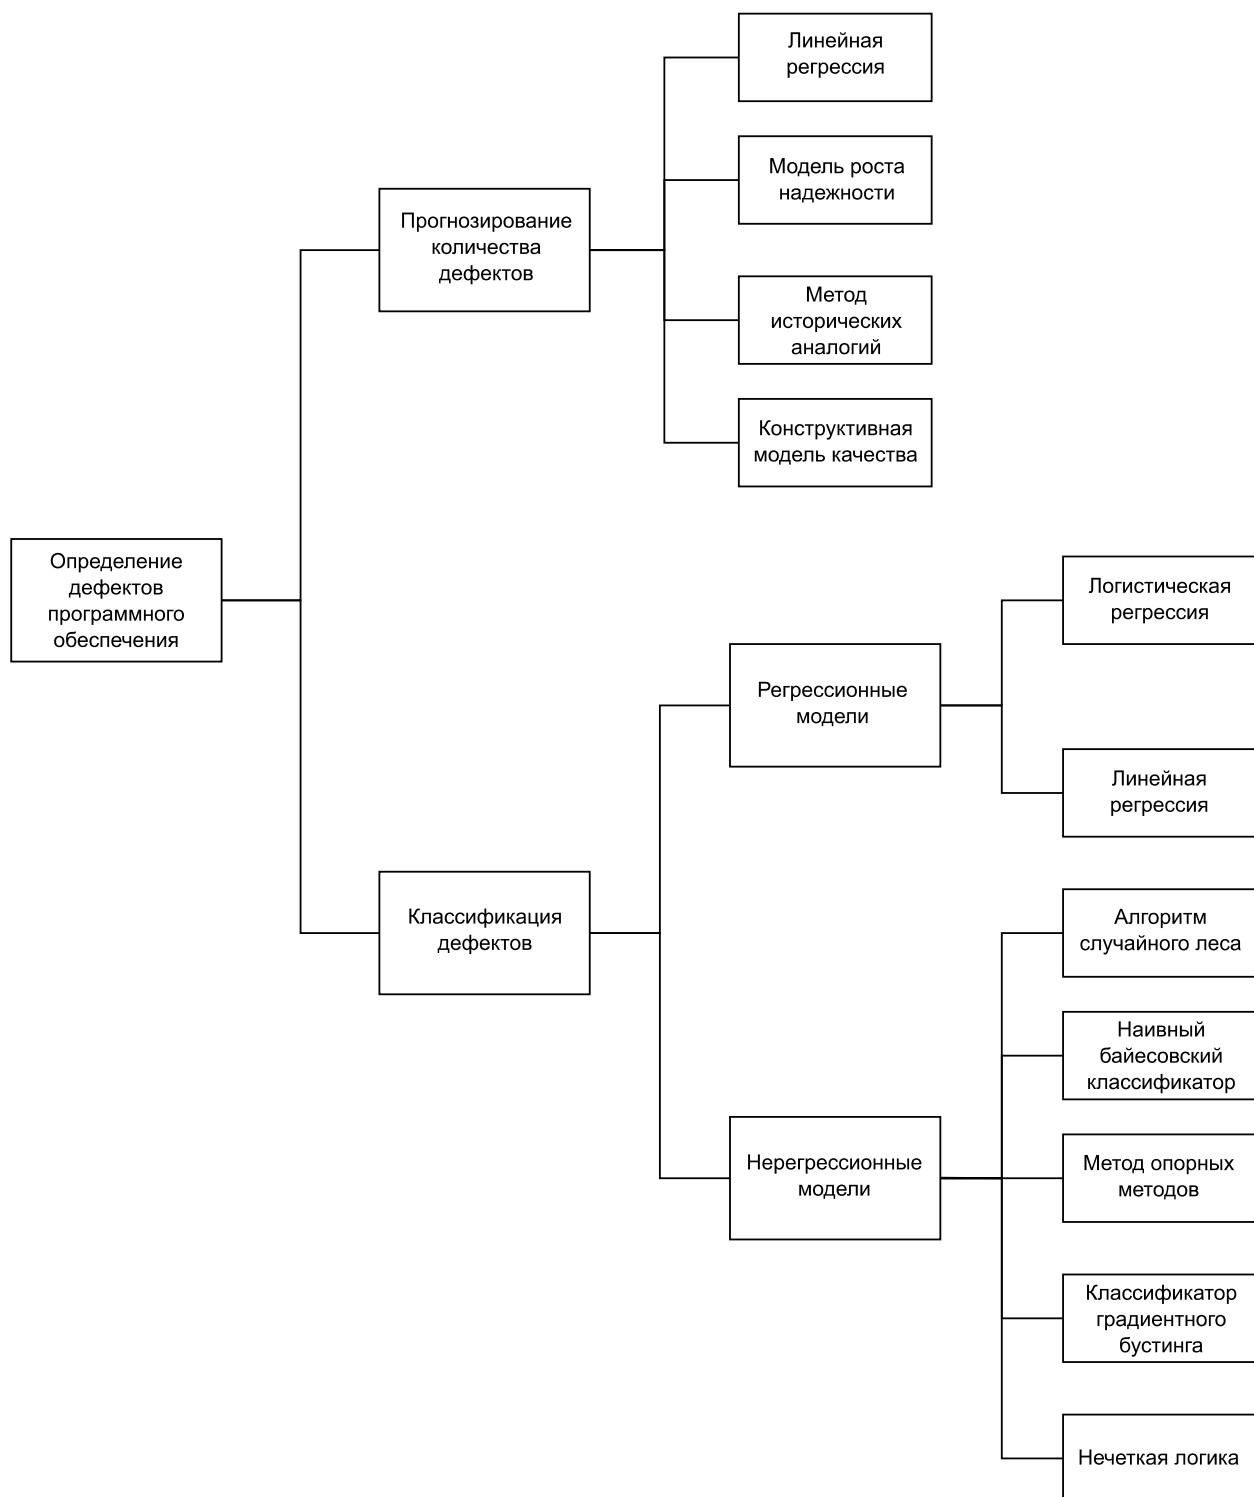 Линейная
регрессия
Модель роста
надежности
Прогнозирование
количества
дефектов
Метод
исторических
аналогий
Конструктивная
модель качества
Определение
дефектов
программного
обеспечения
Логистическая
регрессия
Регрессионные
модели
Линейная
регрессия
Классификация
дефектов
Алгоритм
случайного леса
Наивный
байесовский
классификатор
Нерегрессионные
модели
Метод опорных
методов
Классификатор
градиентного
бустинга
Нечеткая логика